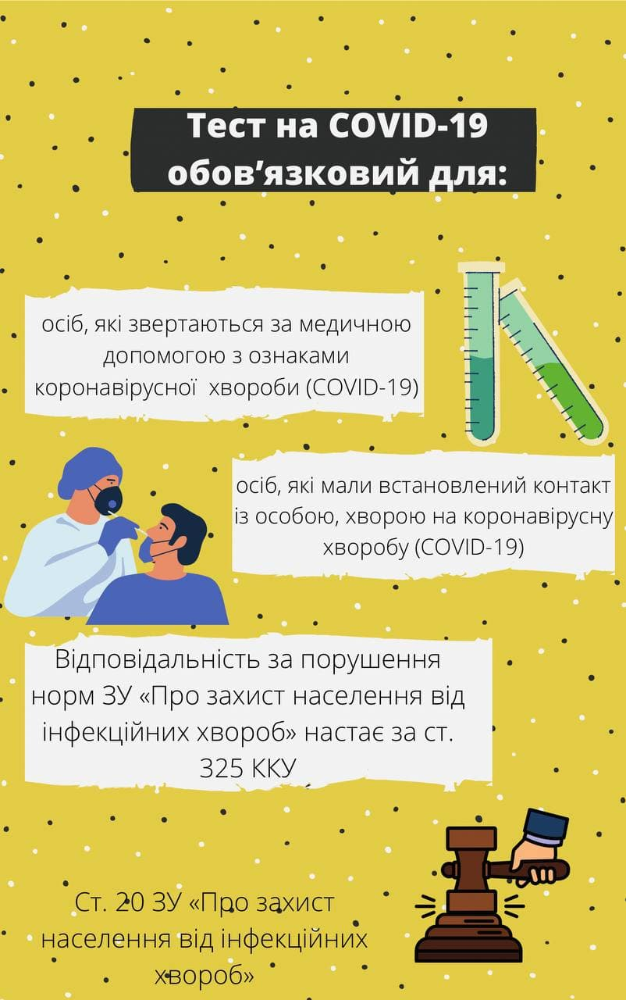 Тест на COVID-19
обов’язковий для:
осіб, які звертаються за медичною
допомогою з ознаками
коронавірусної хвороби (COVID-19)
осіб, які мали встановлений контакт
із особою, хворою на коронавірусну
хворобу (COVID-19)
Відповідальність за порушення
норм ЗУ «Про захист населення від
інфекційних хвороб» настає за ст.
325 ККУ
Ст. 20 ЗУ «Про захист
населення від інфекційних
хвороб»